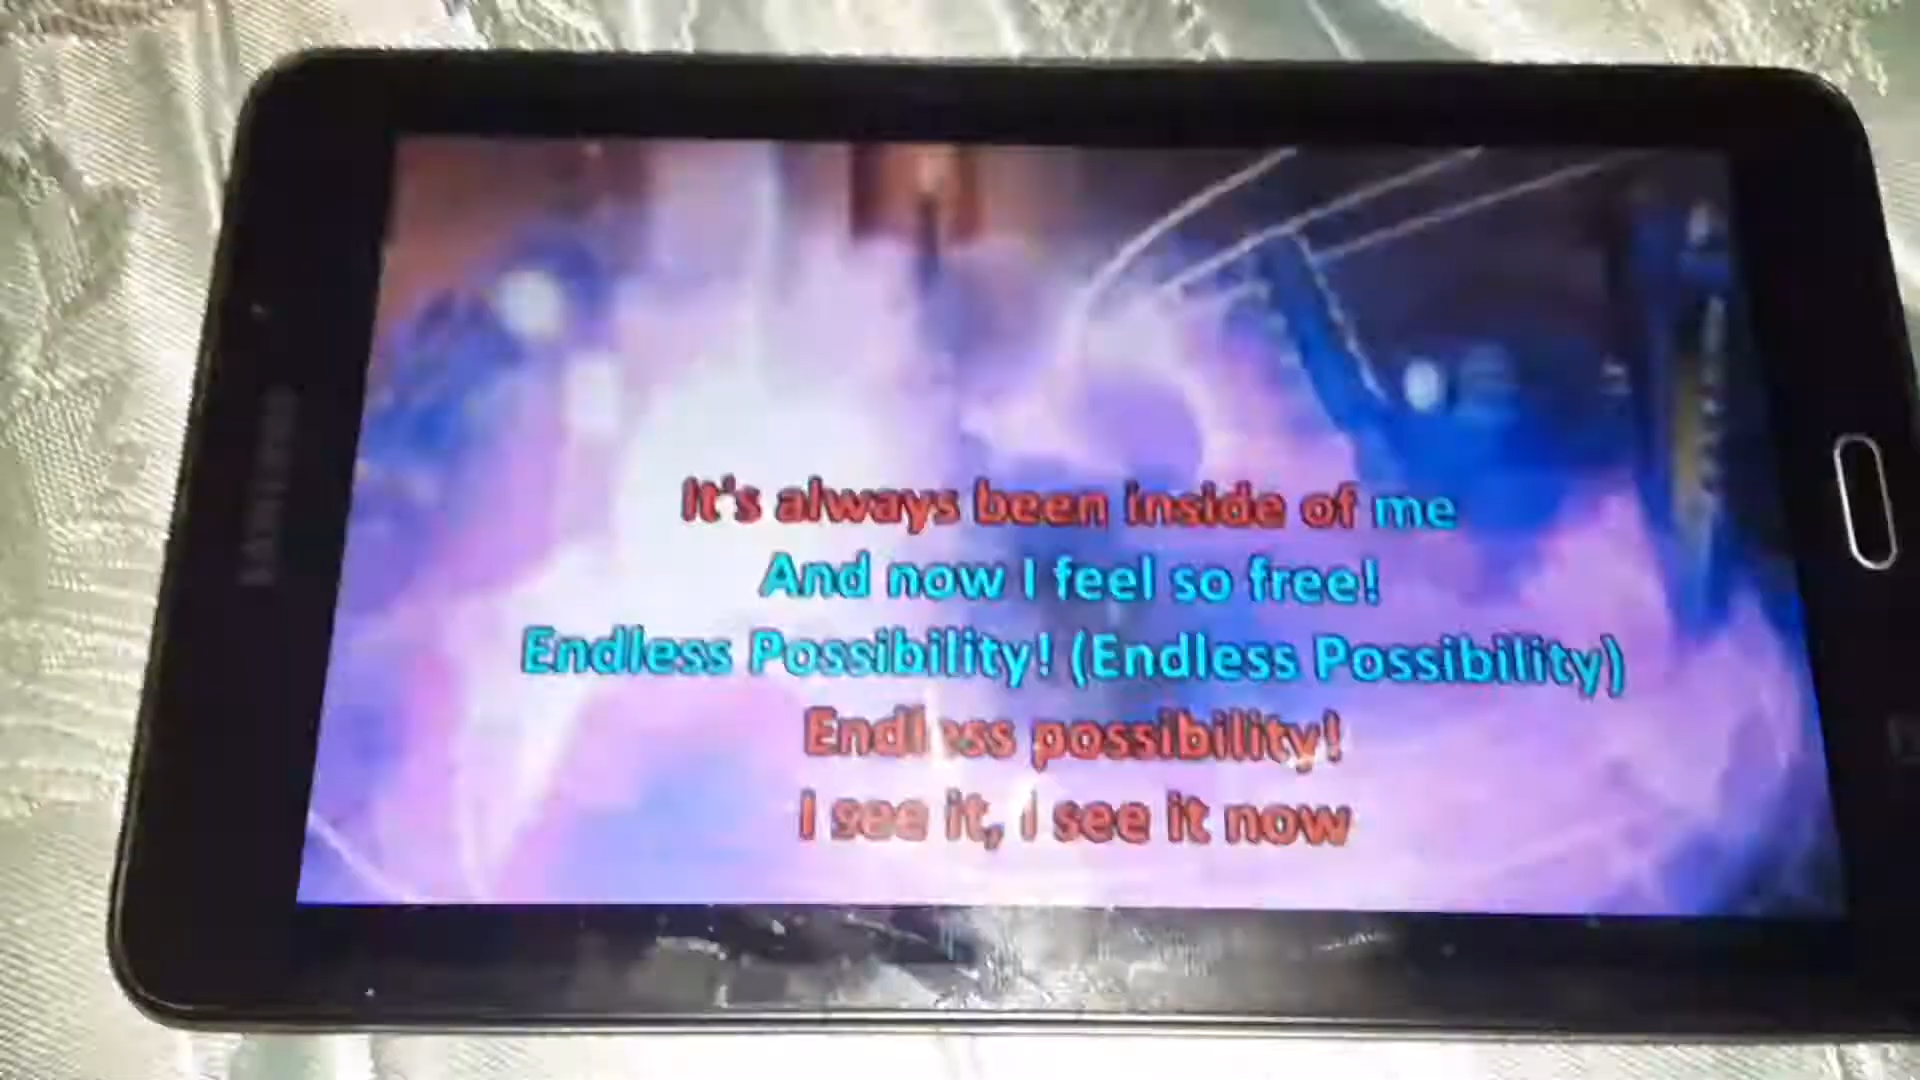 SAMSUNG
It's always been inside of me
And now I feel so free!
Endless Possibility! (Endless Possibility)
Endless possibility!
I see it, I see it now